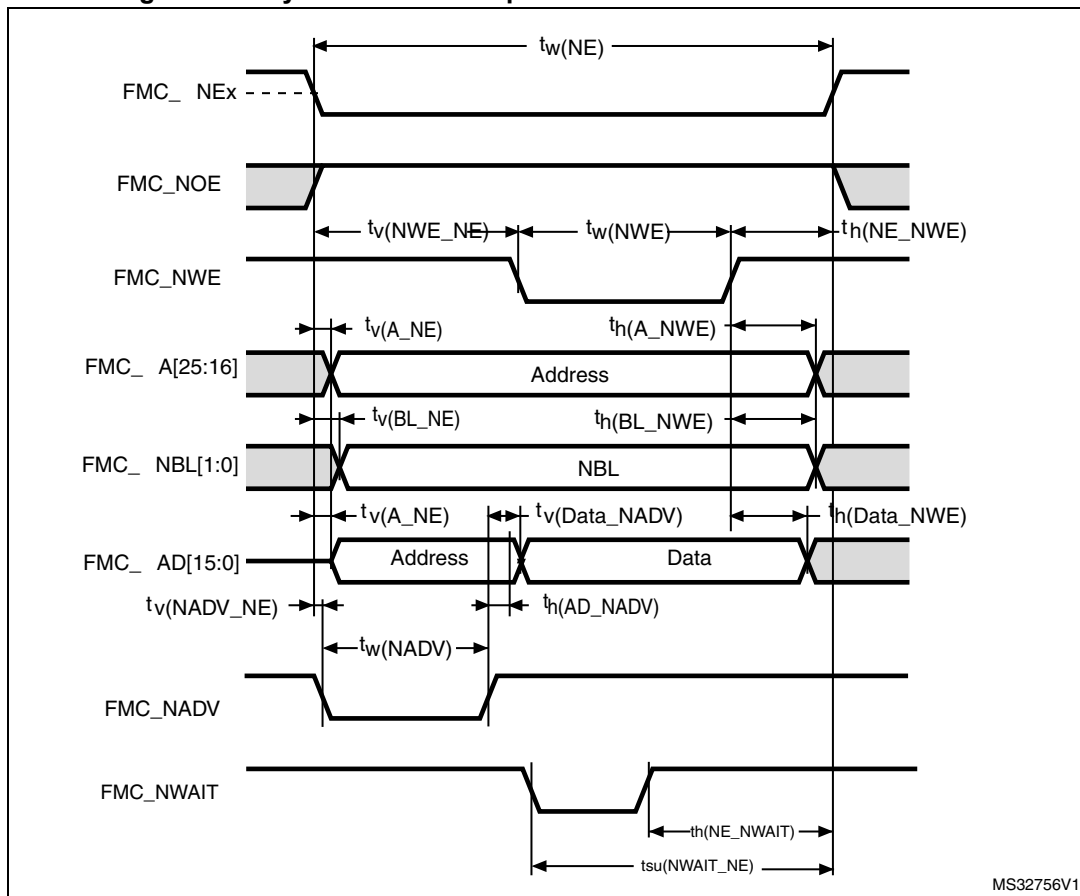 tw(NE)
FMC_ NEx
FMC_NOE
tv(NWE_NE)
tw(NWE)
th(NE_NWE)
FMC_NWE
tv(A_NE)
th(A_NWE)
FMC_ A[25:16]
Address
tv(BL_NE)
th(BL_NWE)
FMC_ NBL[1:0]
NBL
tv(A_NE)
tv(Data_NADV)
th(Data_NWE)
FMC_ AD[15:0]
Address
Data
tv(NADV_NE)
th(AD_NADV)
tw(NADV)
FMC_NADV
FMC_NWAIT
th(NE_NWAIT)
tsu(NWAIT_NE)
MS32756V1